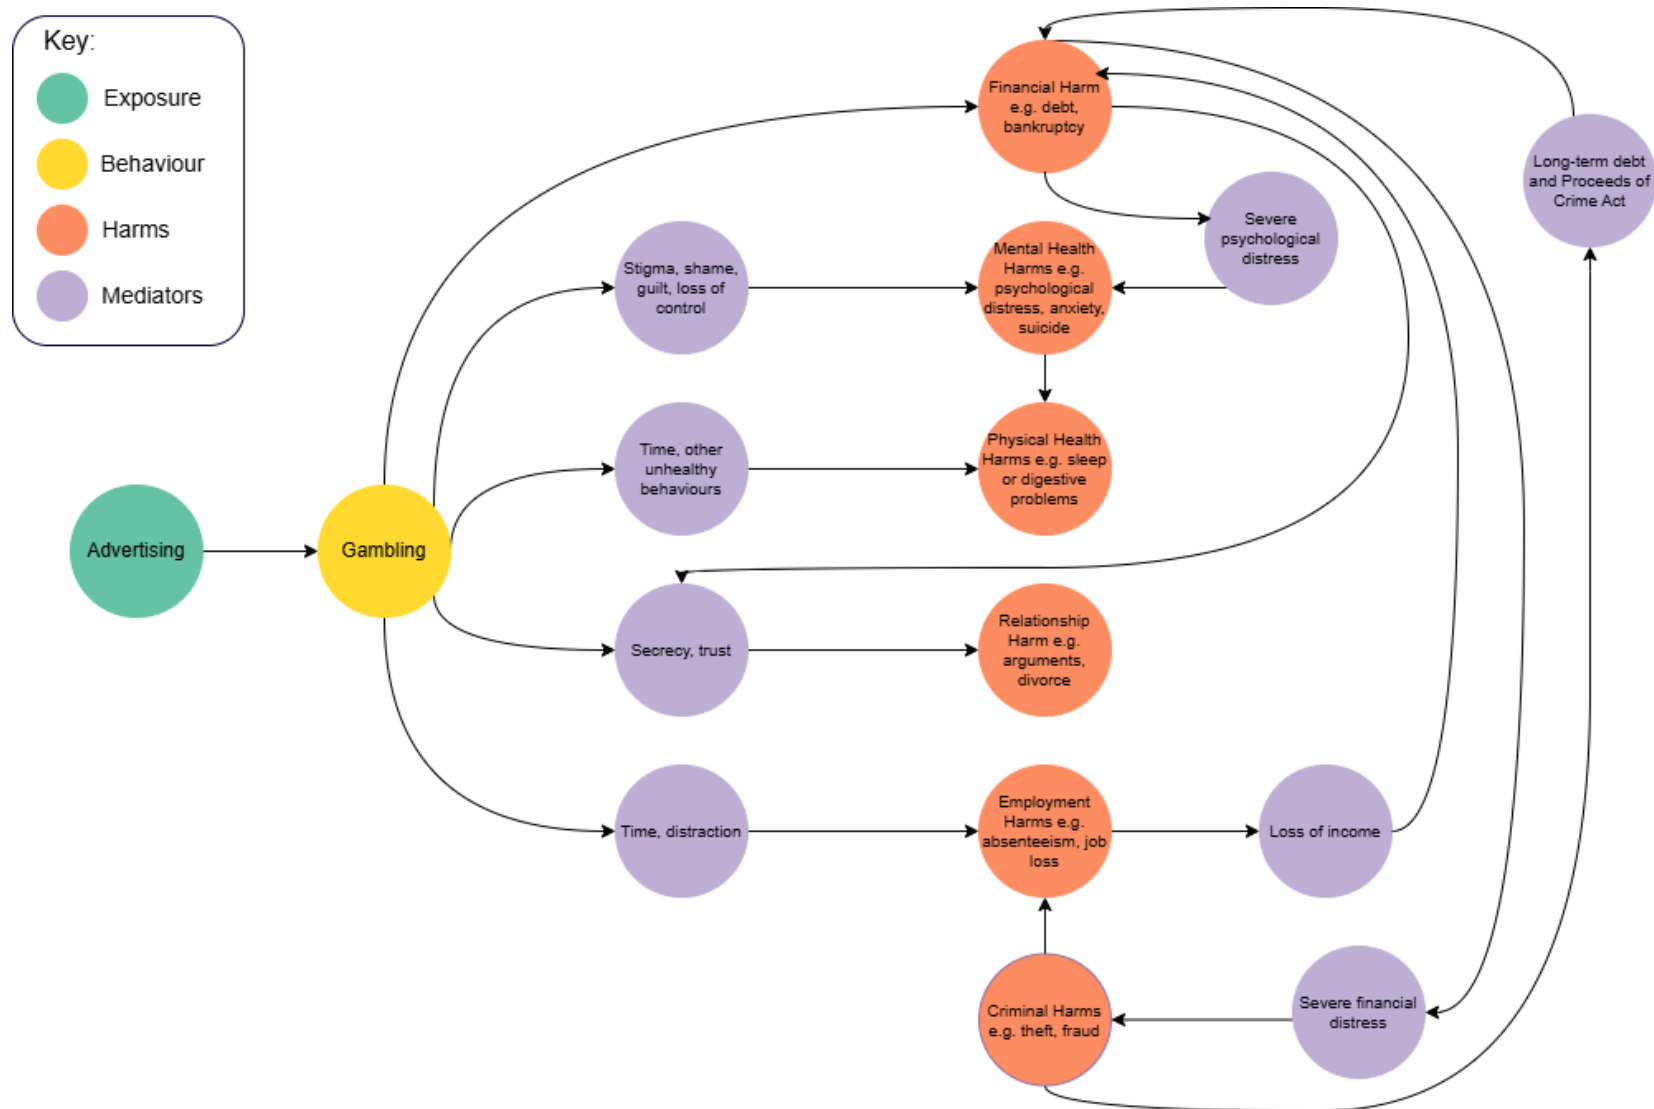 Key:
Exposure
Behaviour
Harms
Mediators
Financial Harm
e.g. debt,
bankruptcy
Long-term debt
and Proceeds of
Crime Act
Severe
psychological
distress
Stigma, shame,
guilt, loss of
control
Mental Health
Harms e.g.
psychological
distress, anxiety,
suicide
Time, other
unhealthy
behaviours
Physical Health
Harms e.g. sleep
or digestive
problems
Advertising
Gambling
Secrecy, trust
Relationship
Harm e.g.
arguments,
divorce
Time, distraction
Employment
Harms e.g.
absenteeism, job
loss
Loss of income
Criminal Harms
e.g. theft, fraud
Severe financial
distress